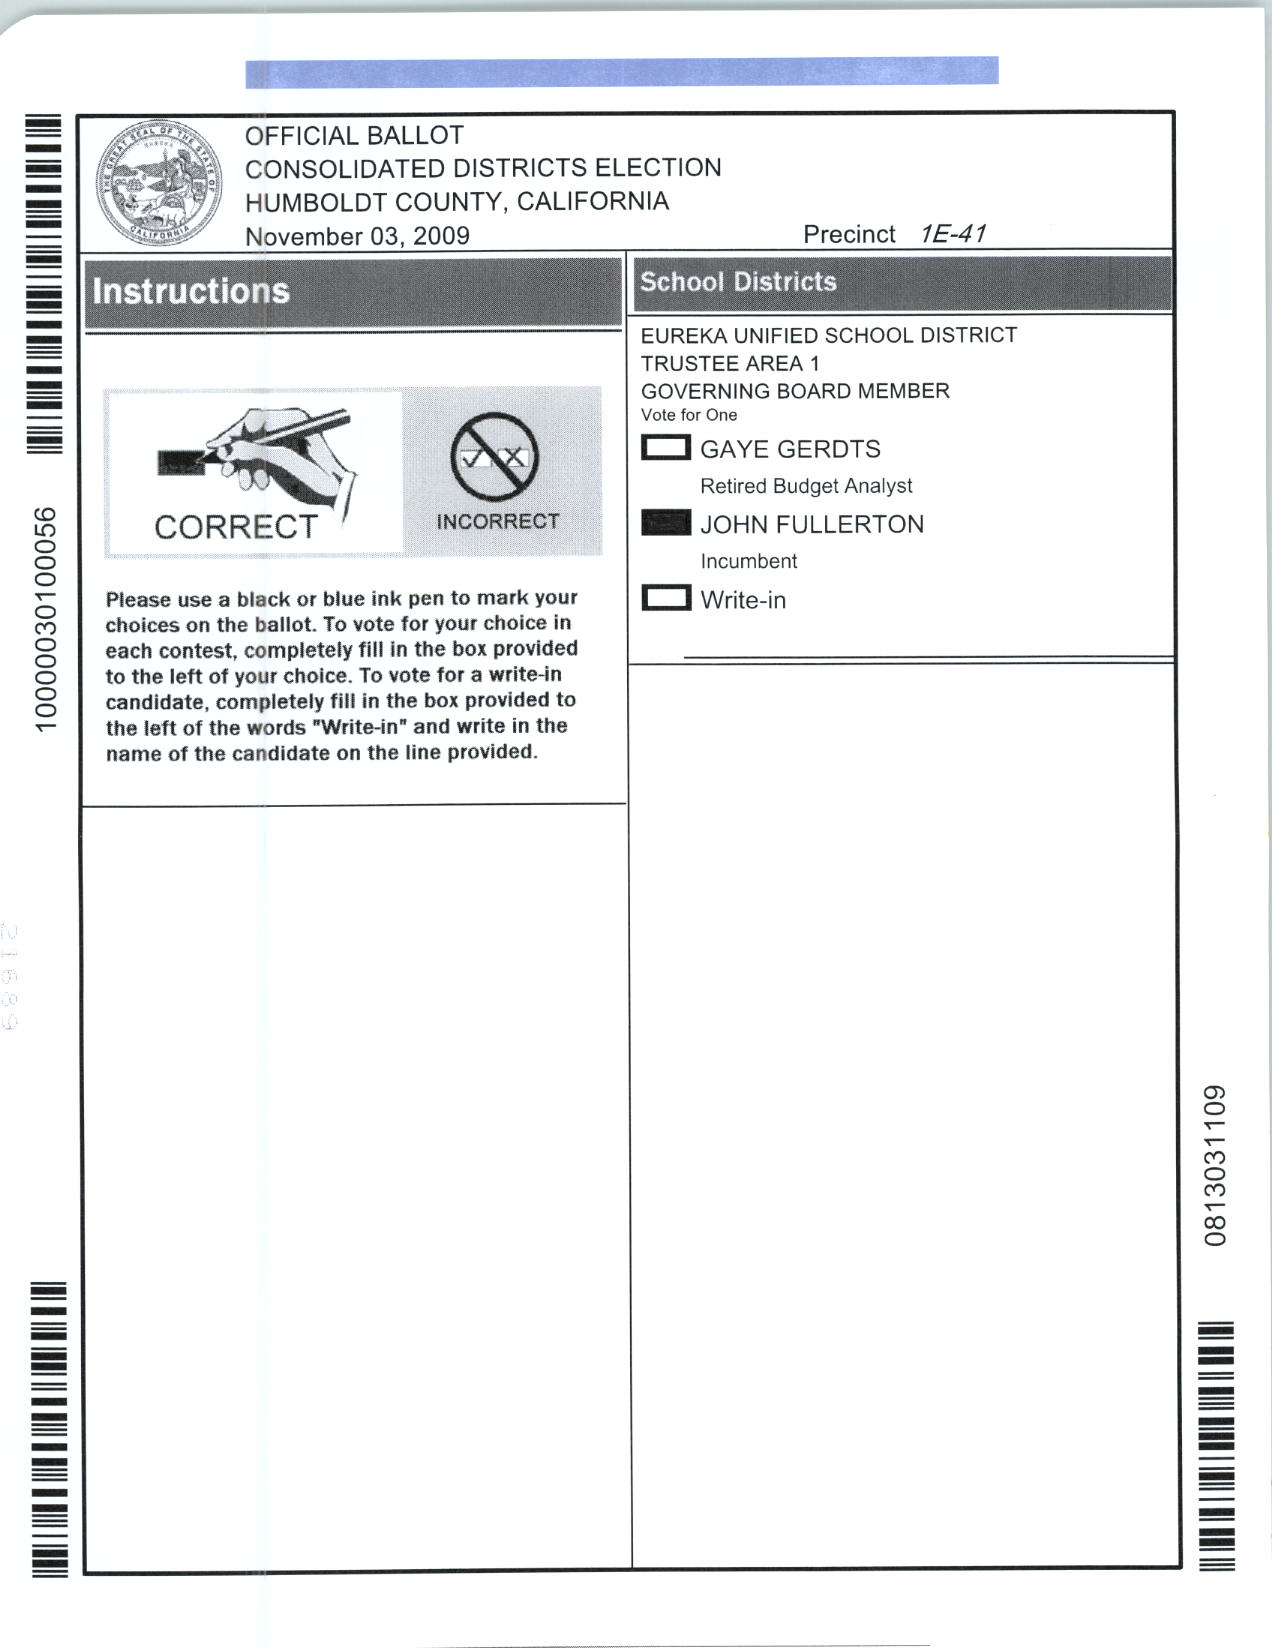 OFFICIAL BALLOT
CONSOLIDATED DISTRICTS ELECTION
HUMBOLDT COUNTY, CALIFORNIA
November 03, 2009
Precinct 1E-41
THE GREAT SEAL OF THE STATE OF CALIFORNIA
EUREKA
Instructions
CORRECT
INCORRECT
Please use a black or blue ink pen to mark your
choices on the ballot. To vote for your choice in
each contest, completely fill in the box provided
to the left of your choice. To vote for a write-in
candidate, completely fill in the box provided to
the left of the words "Write-in" and write in the
name of the candidate on the line provided.
School Districts
EUREKA UNIFIED SCHOOL DISTRICT
TRUSTEE AREA 1
GOVERNING BOARD MEMBER
Vote for One
GAYE GERDTS
Retired Budget Analyst
JOHN FULLERTON
Incumbent
Write-in
10000030100056
21689
0813031109